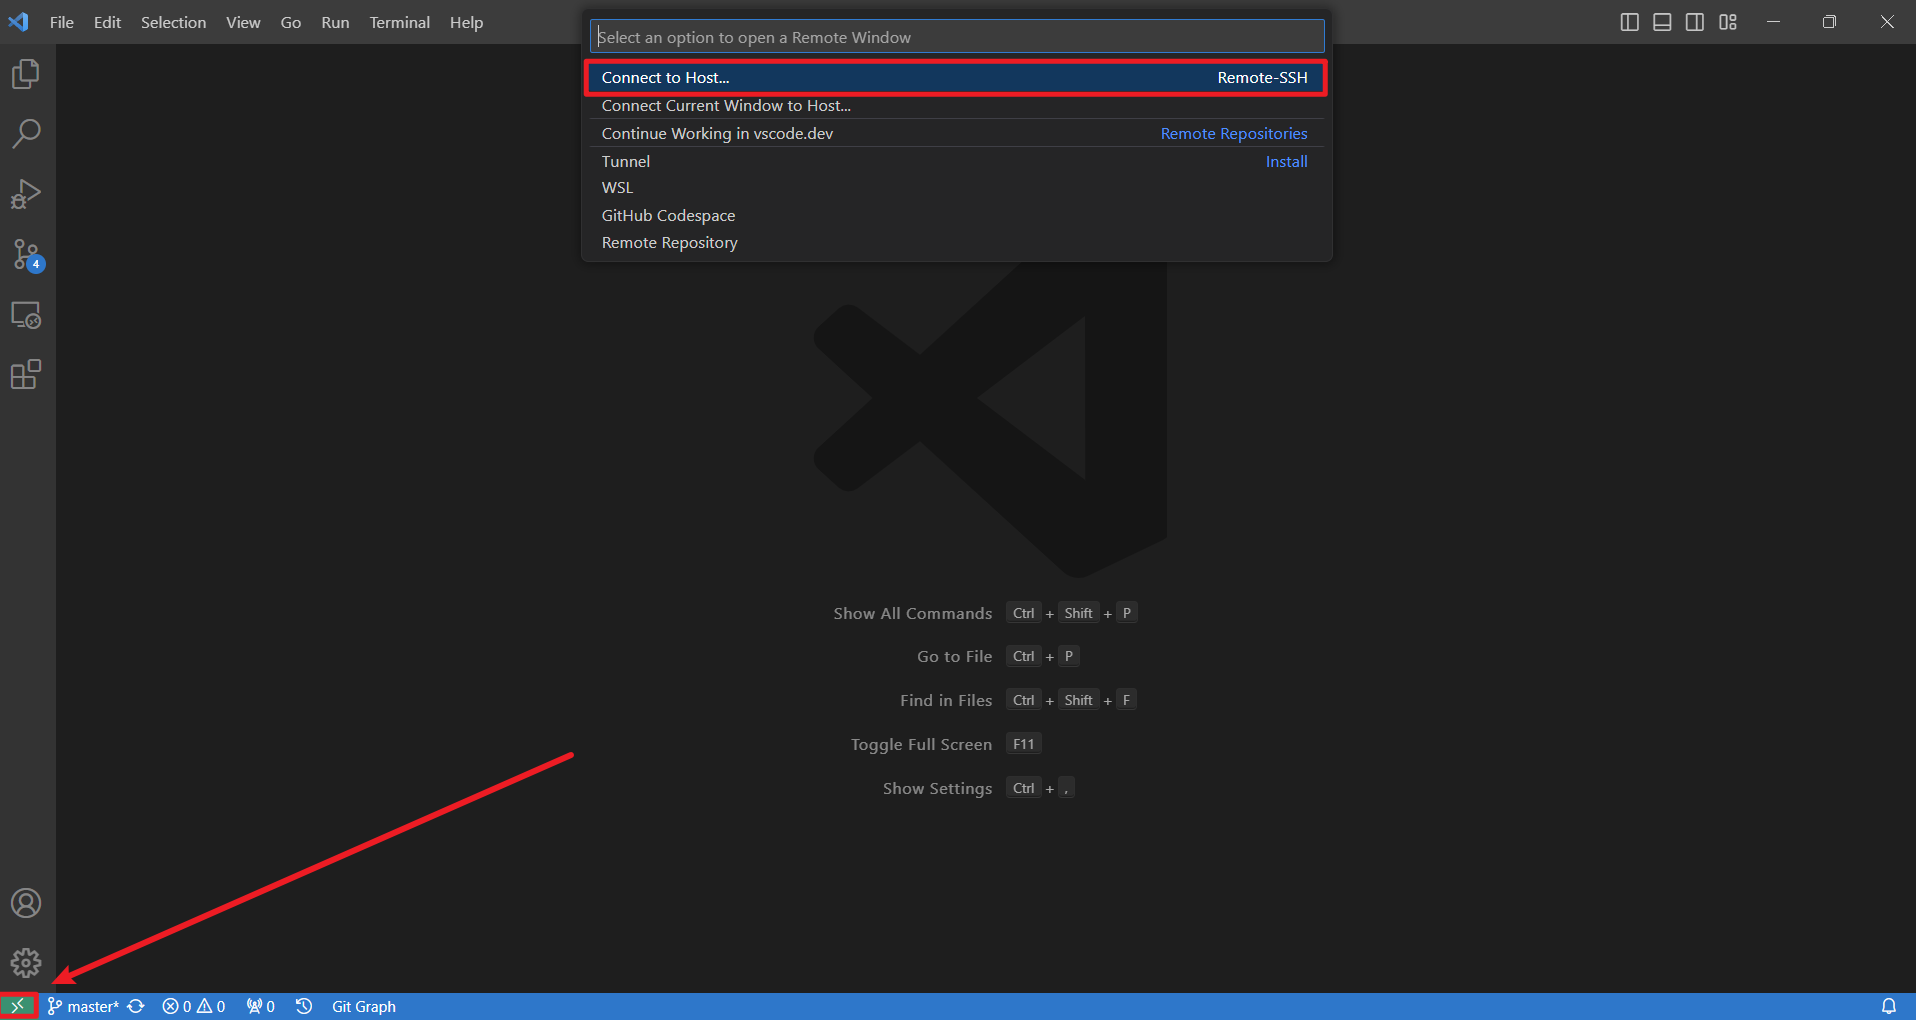 File Edit Selection View Go Run Terminal Help
Select an option to open a Remote Window
Connect to Host... Remote-SSH
Connect Current Window to Host...
Continue Working in vscode.dev Remote Repositories
Tunnel Install
WSL
GitHub Codespace
Remote Repository
4
Show All Commands Ctrl + Shift + P
Go to File Ctrl + P
Find in Files Ctrl + Shift + F
Toggle Full Screen F11
Show Settings Ctrl + ,
master* 0 0 0 Git Graph